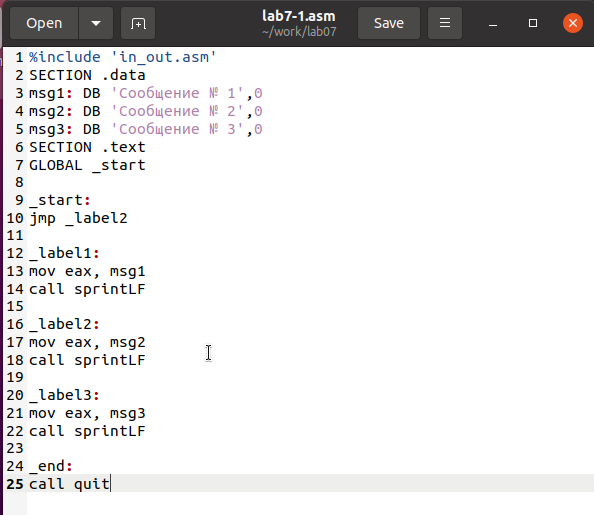 Open
lab7-1.asm
~/work/lab07
Save
1 %include 'in_out.asm'
2 SECTION .data
3 msg1: DB 'Сообщение № 1',0
4 msg2: DB 'Сообщение № 2',0
5 msg3: DB 'Сообщение № 3',0
6 SECTION .text
7 GLOBAL _start
8
9 _start:
10 jmp _label2
11
12 _label1:
13 mov eax, msg1
14 call sprintLF
15
16 _label2:
17 mov eax, msg2
18 call sprintLF
19
20 _label3:
21 mov eax, msg3
22 call sprintLF
23
24 _end:
25 call quit